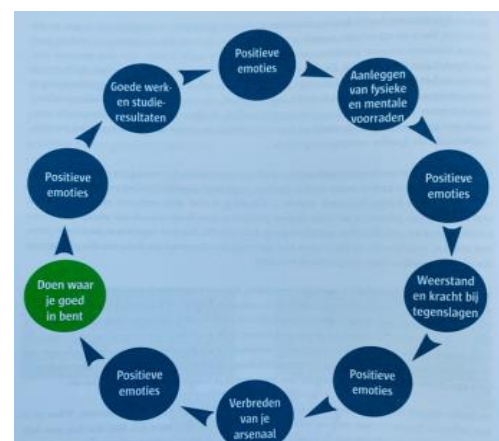 Positieve
emoties
Aanleggen
van fysieke
en mentale
voorraden
Positieve
emoties
Weerstand
en kracht bij
tegenslagen
Positieve
emoties
Verbreden
van je
arsenaal
Positieve
emoties
Doen waar
je goed
in bent
Positieve
emoties
Goede werk-
en studie-
resultaten